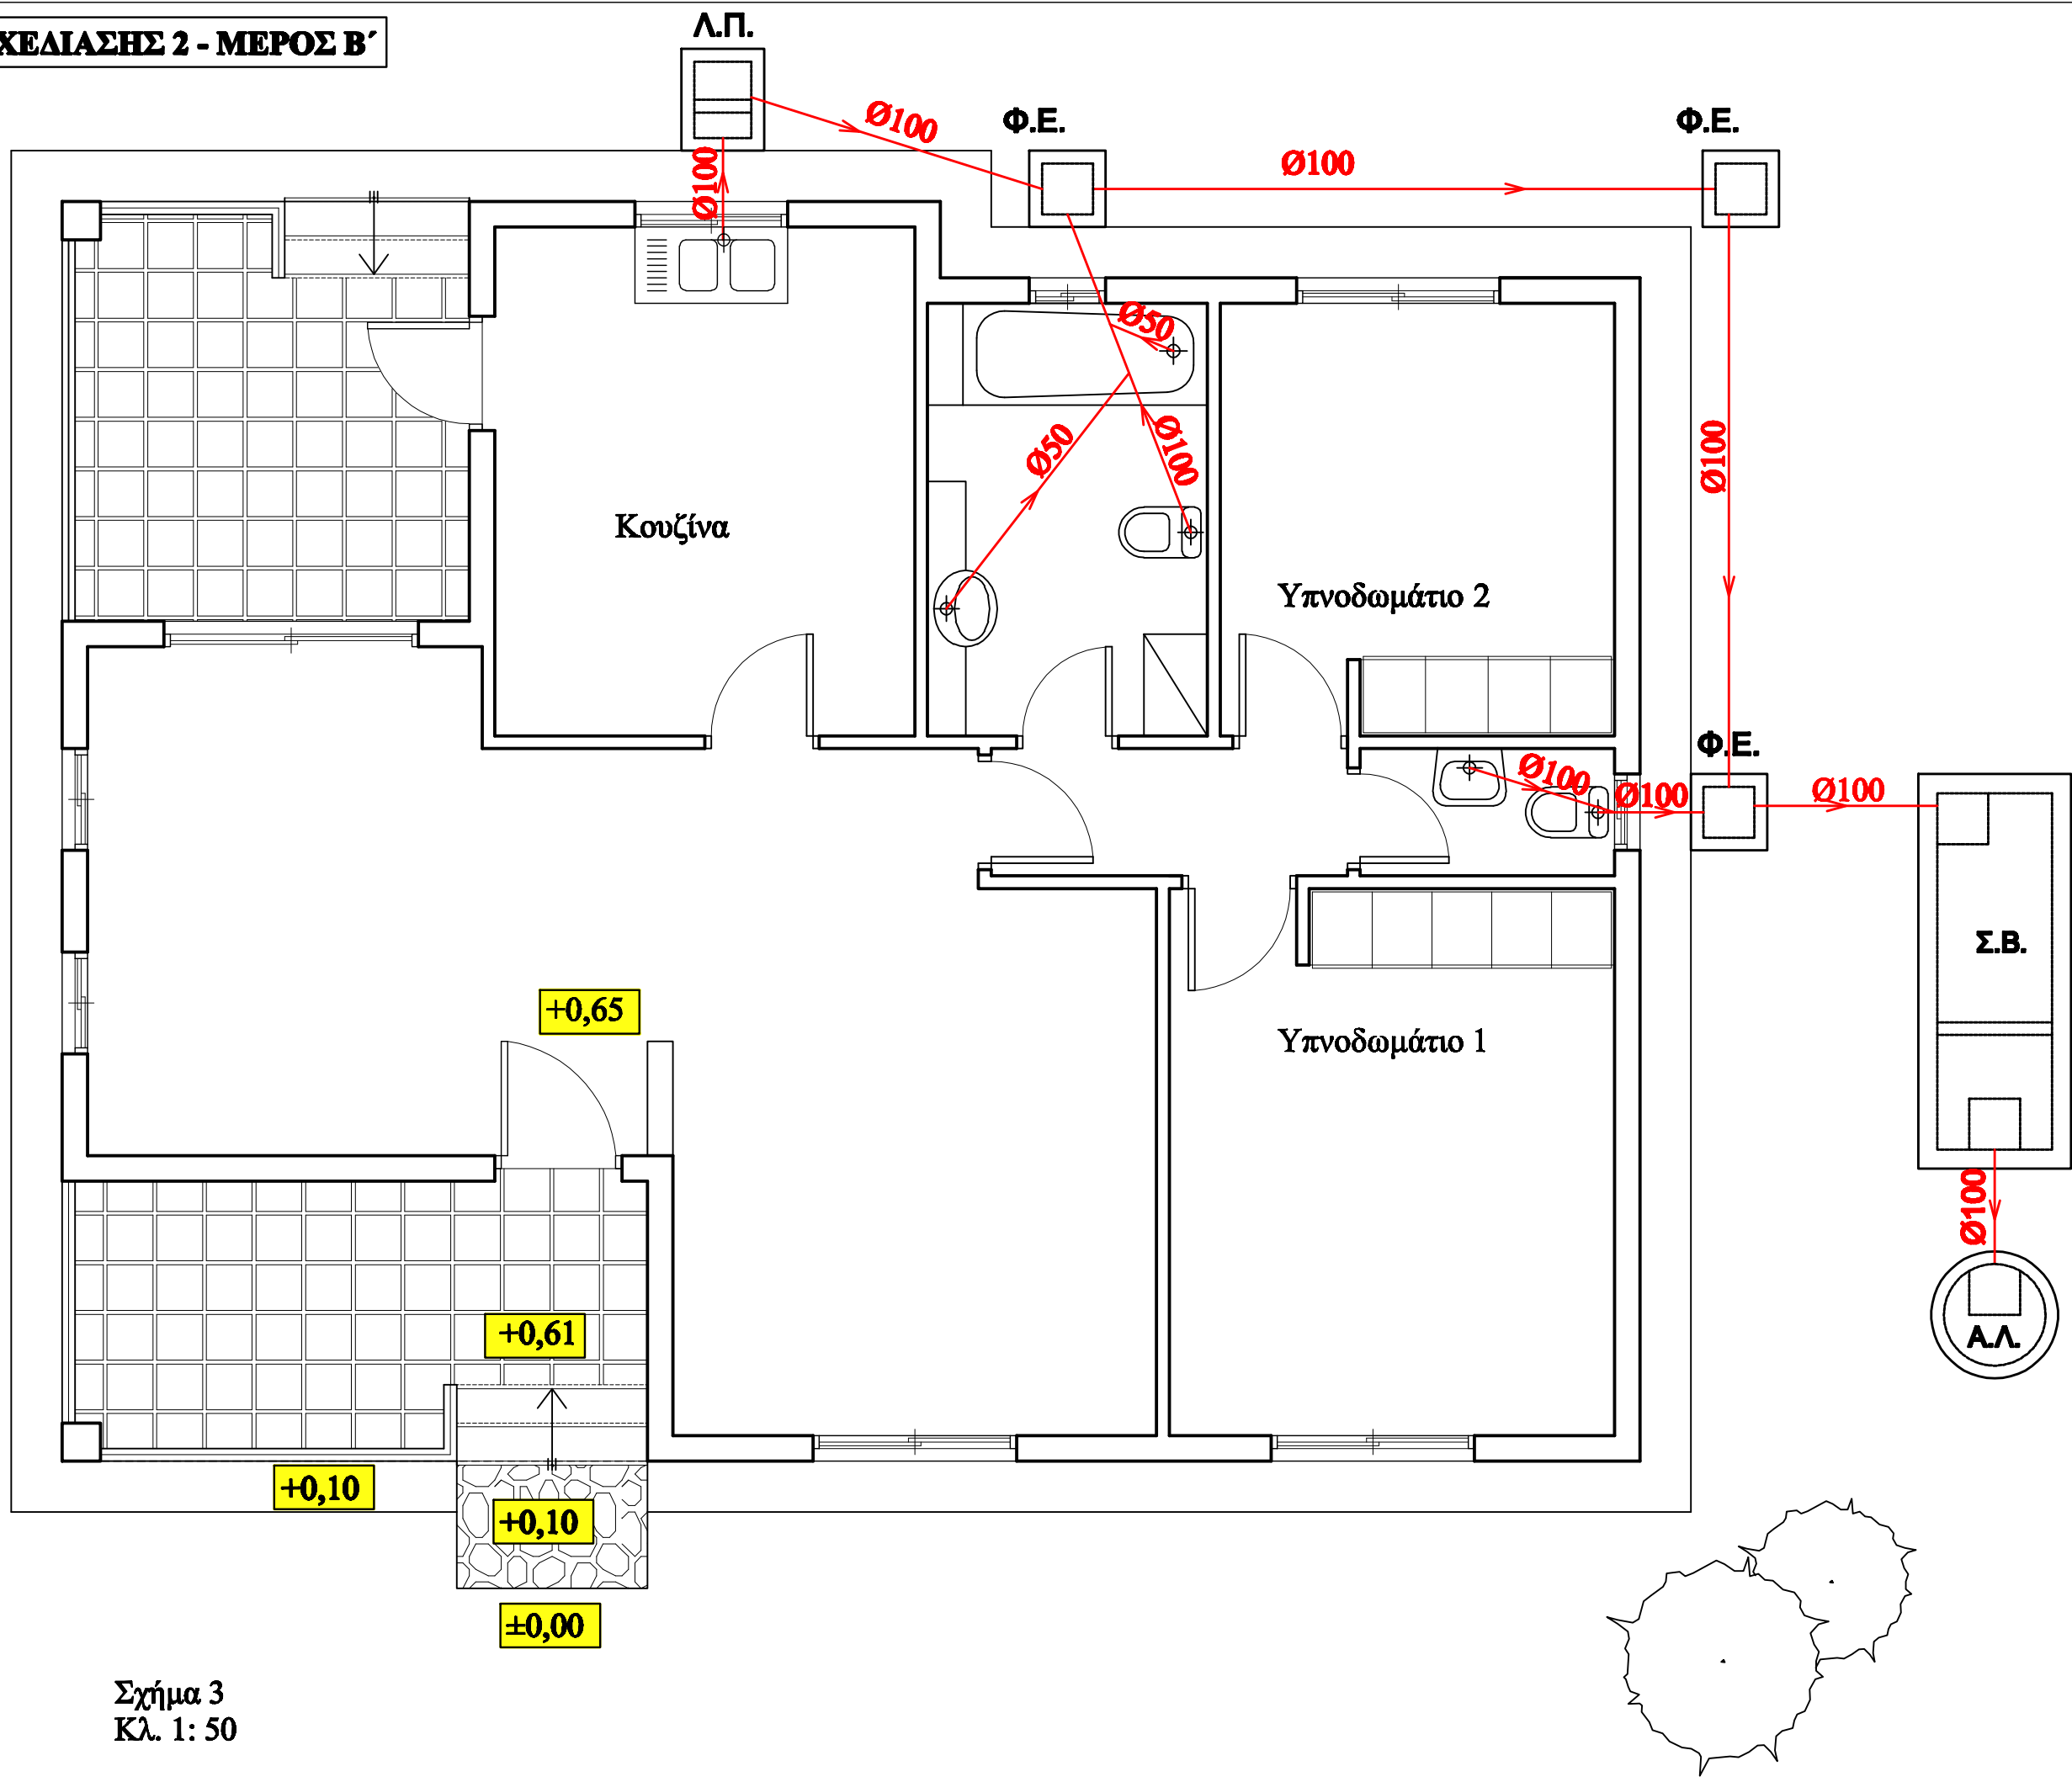 ΧΕΔΙΑΣΗΣ 2 - ΜΕΡΟΣ Β΄
Λ.Π.
Ø100
Φ.Ε.
Φ.Ε.
Ø100
Ø100
Ø50
Ø50
Ø100
Ø100
Κουζίνα
Υπνοδωμάτιο 2
Φ.Ε.
Ø100
Ø100
Ø100
Σ.Β.
+0,65
Υπνοδωμάτιο 1
Ø100
+0,61
Α.Λ.
+0,10
+0,10
±0,00
Σχήμα 3
Κλ. 1: 50